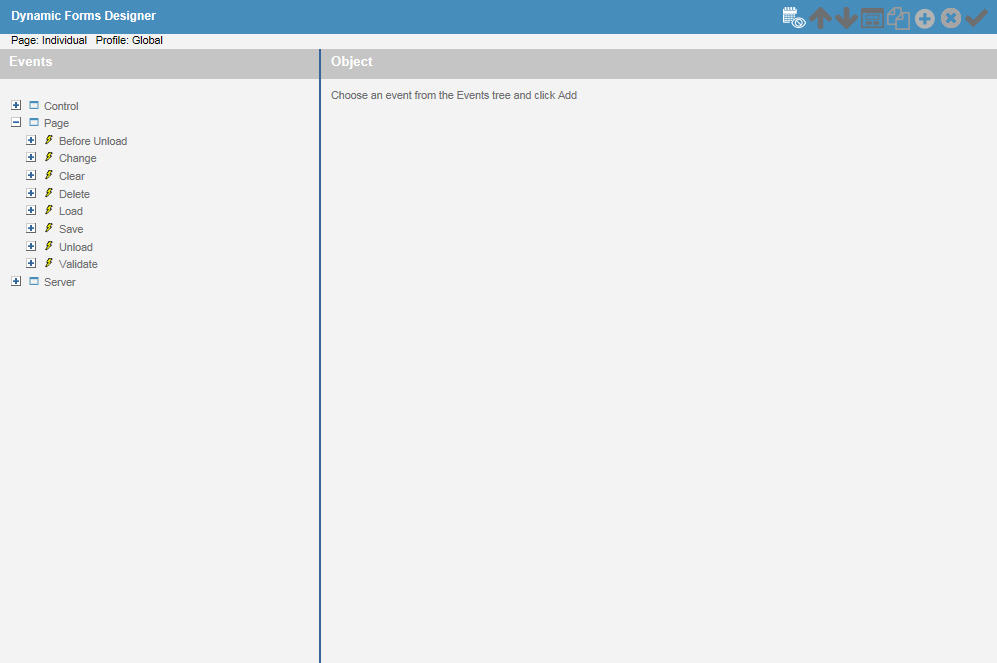 Dynamic Forms Designer
Page: Individual Profile: Global
Events
Object
Choose an event from the Events tree and click Add
Control
Page
Before Unload
Change
Clear
Delete
Load
Save
Unload
Validate
Server